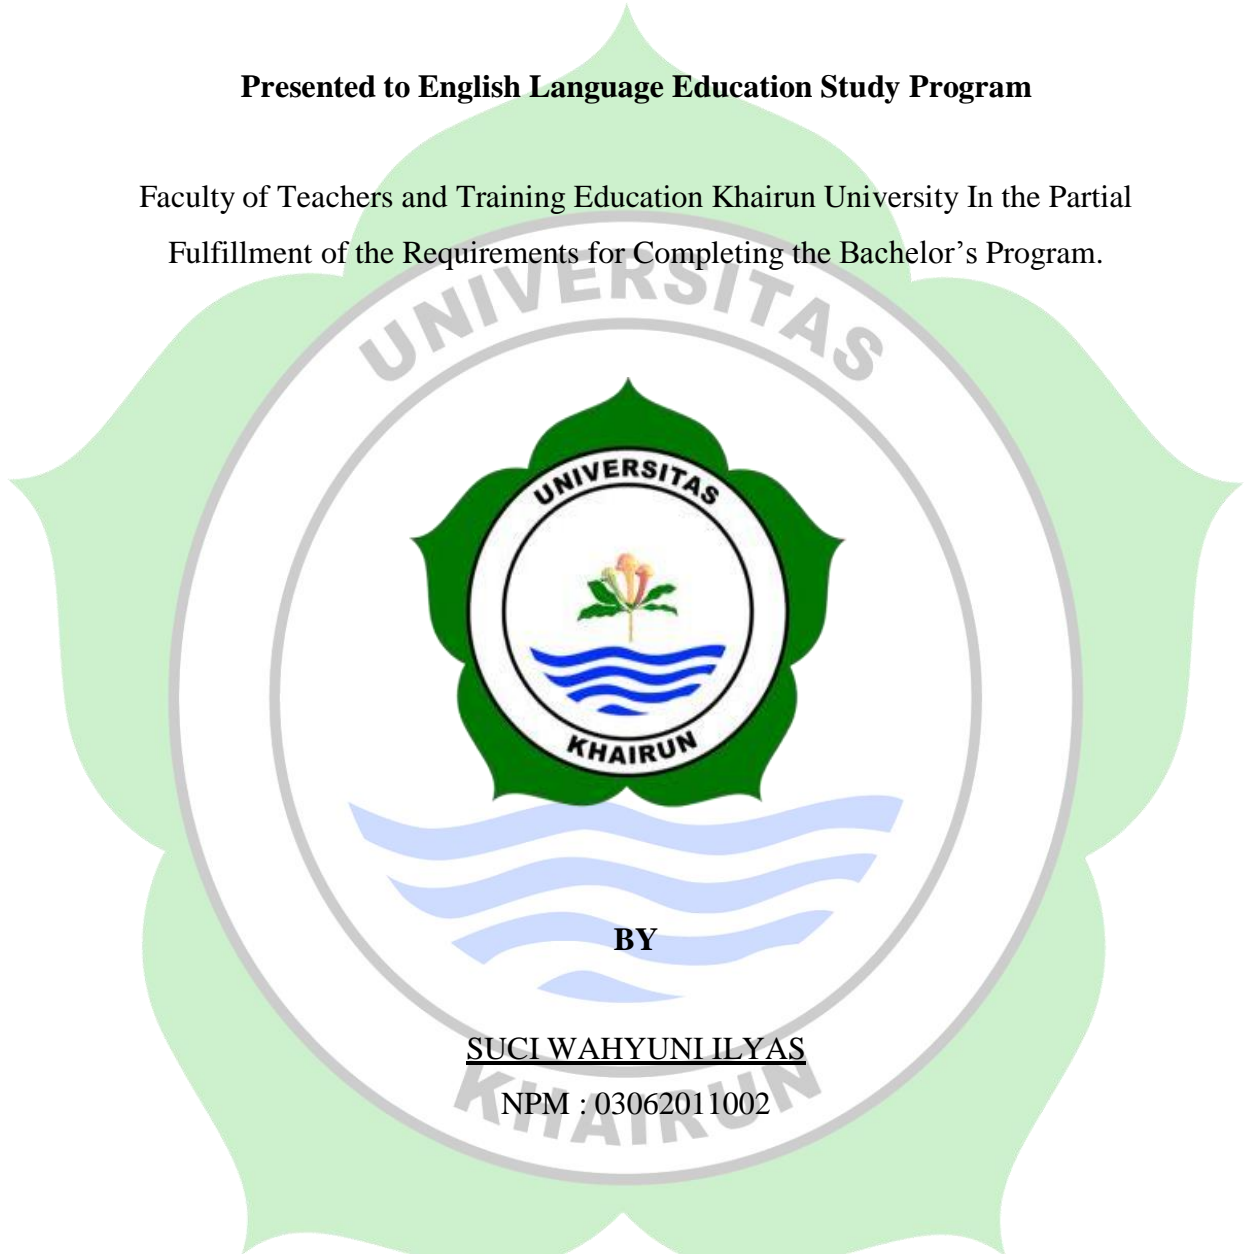 Presented to English Language Education Study Program
Faculty of Teachers and Training Education Khairun University In the Partial
Fulfillment of the Requirements for Completing the Bachelor’s Program.
UNIVERSITAS
UNIVERSITAS
KHAIRUN
BY
SUCI WAHYUNI ILYAS
NPM : 03062011002
KHAIRUN